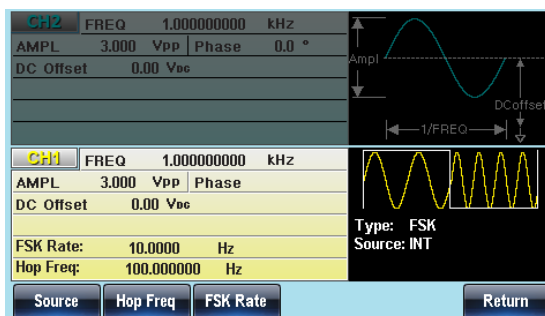 CH2 FREQ 1.000000000 kHz
AMPL 3.000 Vpp Phase 0.0 °
DC Offset 0.00 VDC
Ampl
DCoffset
1/FREQ
CH1 FREQ 1.000000000 kHz
AMPL 3.000 Vpp Phase
DC Offset 0.00 VDC
Type: FSK
Source: INT
FSK Rate: 10.0000 Hz
Hop Freq: 100.000000 Hz
Source Hop Freq FSK Rate Return